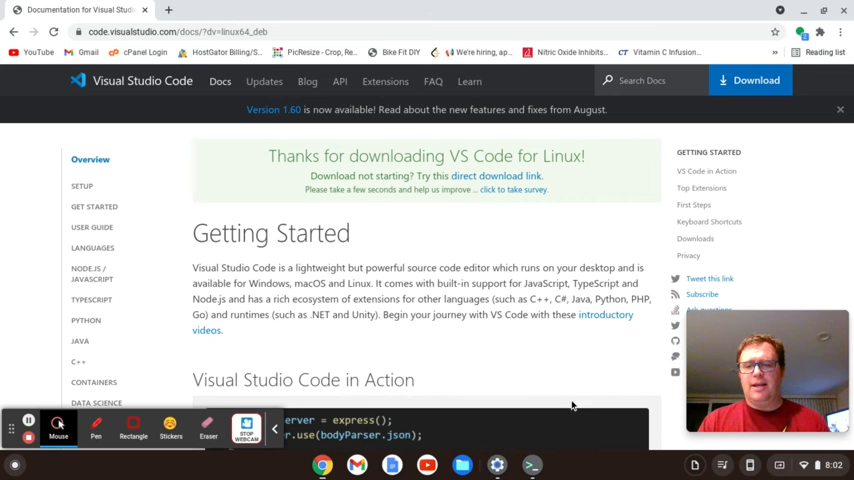 Documentation for Visual Studi
code.visualstudio.com/docs/?dv=linux64_deb
YouTube
Gmail
cPanel Login
HostGator Billing/S...
PicResize - Crop, Re...
Bike Fit DIY
We're hiring, ap...
Nitric Oxide Inhibits...
CT Vitamin C Infusion...
»
Reading list
Visual Studio Code
Docs
Updates
Blog
API
Extensions
FAQ
Learn
Search Docs
Download
Version 1.60 is now available! Read about the new features and fixes from August.
Overview
SETUP
GET STARTED
USER GUIDE
LANGUAGES
NODE.JS /
JAVASCRIPT
TYPESCRIPT
PYTHON
JAVA
C++
CONTAINERS
DATA SCIENCE
Thanks for downloading VS Code for Linux!
Download not starting? Try this direct download link.
Please take a few seconds and help us improve ... click to take survey.
Getting Started
Visual Studio Code is a lightweight but powerful source code editor which runs on your desktop and is
available for Windows, macOS and Linux. It comes with built-in support for JavaScript, TypeScript and
Node.js and has a rich ecosystem of extensions for other languages (such as C++, C#, Java, Python, PHP,
Go) and runtimes (such as .NET and Unity). Begin your journey with VS Code with these introductory
videos.
Visual Studio Code in Action
erver = express();
r.use(bodyParser.json);
GETTING STARTED
VS Code in Action
Top Extensions
First Steps
Keyboard Shortcuts
Downloads
Privacy
Tweet this link
Subscribe
Ask questions
Mouse
Pen
Rectangle
Stickers
Eraser
STOP
WEBCAM
8:02